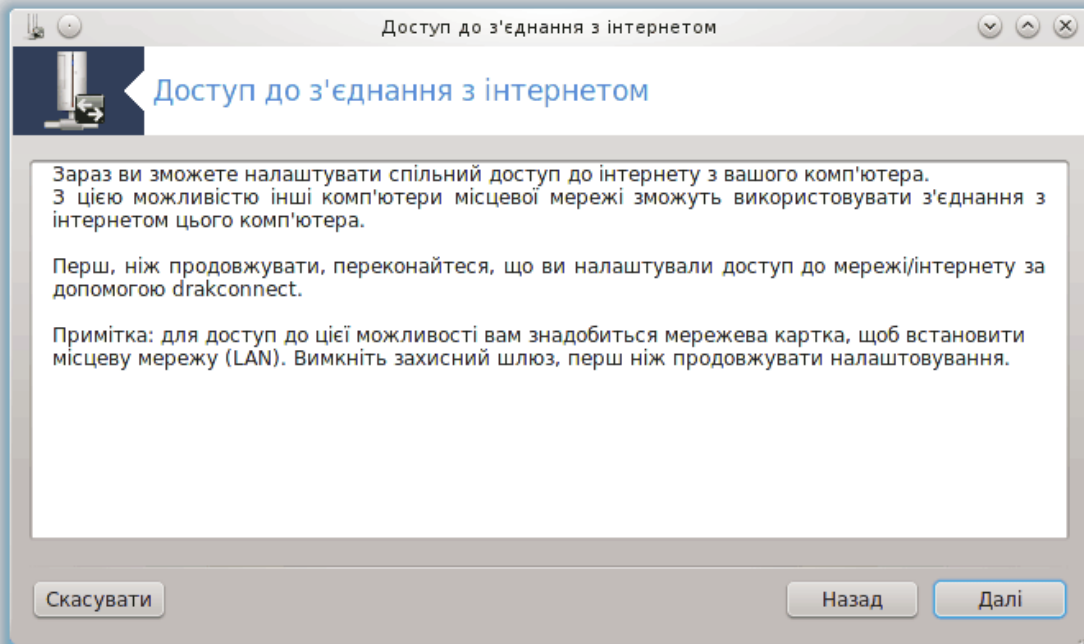 Доступ до з'єднання з інтернетом
Доступ до з'єднання з інтернетом
Зараз ви зможете налаштувати спільний доступ до інтернету з вашого комп'ютера.
З цією можливістю інші комп'ютери місцевої мережі зможуть використовувати з'єднання з
інтернетом цього комп'ютера.
Перш, ніж продовжувати, переконайтеся, що ви налаштували доступ до мережі/інтернету за
допомогою drakconnect.
Примітка: для доступ до цієї можливості вам знадобиться мережева картка, щоб встановити
місцеву мережу (LAN). Вимкніть захисний шлюз, перш ніж продовжувати налаштовування.
Скасувати
Назад
Далі